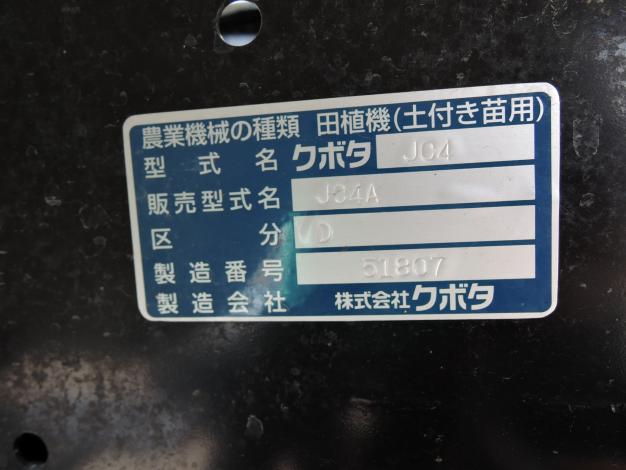 農業機械の種類 田植機(土付き苗用)
型式名 クボタ JC4
販売型式名 JC4A
区分 VD
製造番号 51807
製造会社 株式会社クボタ